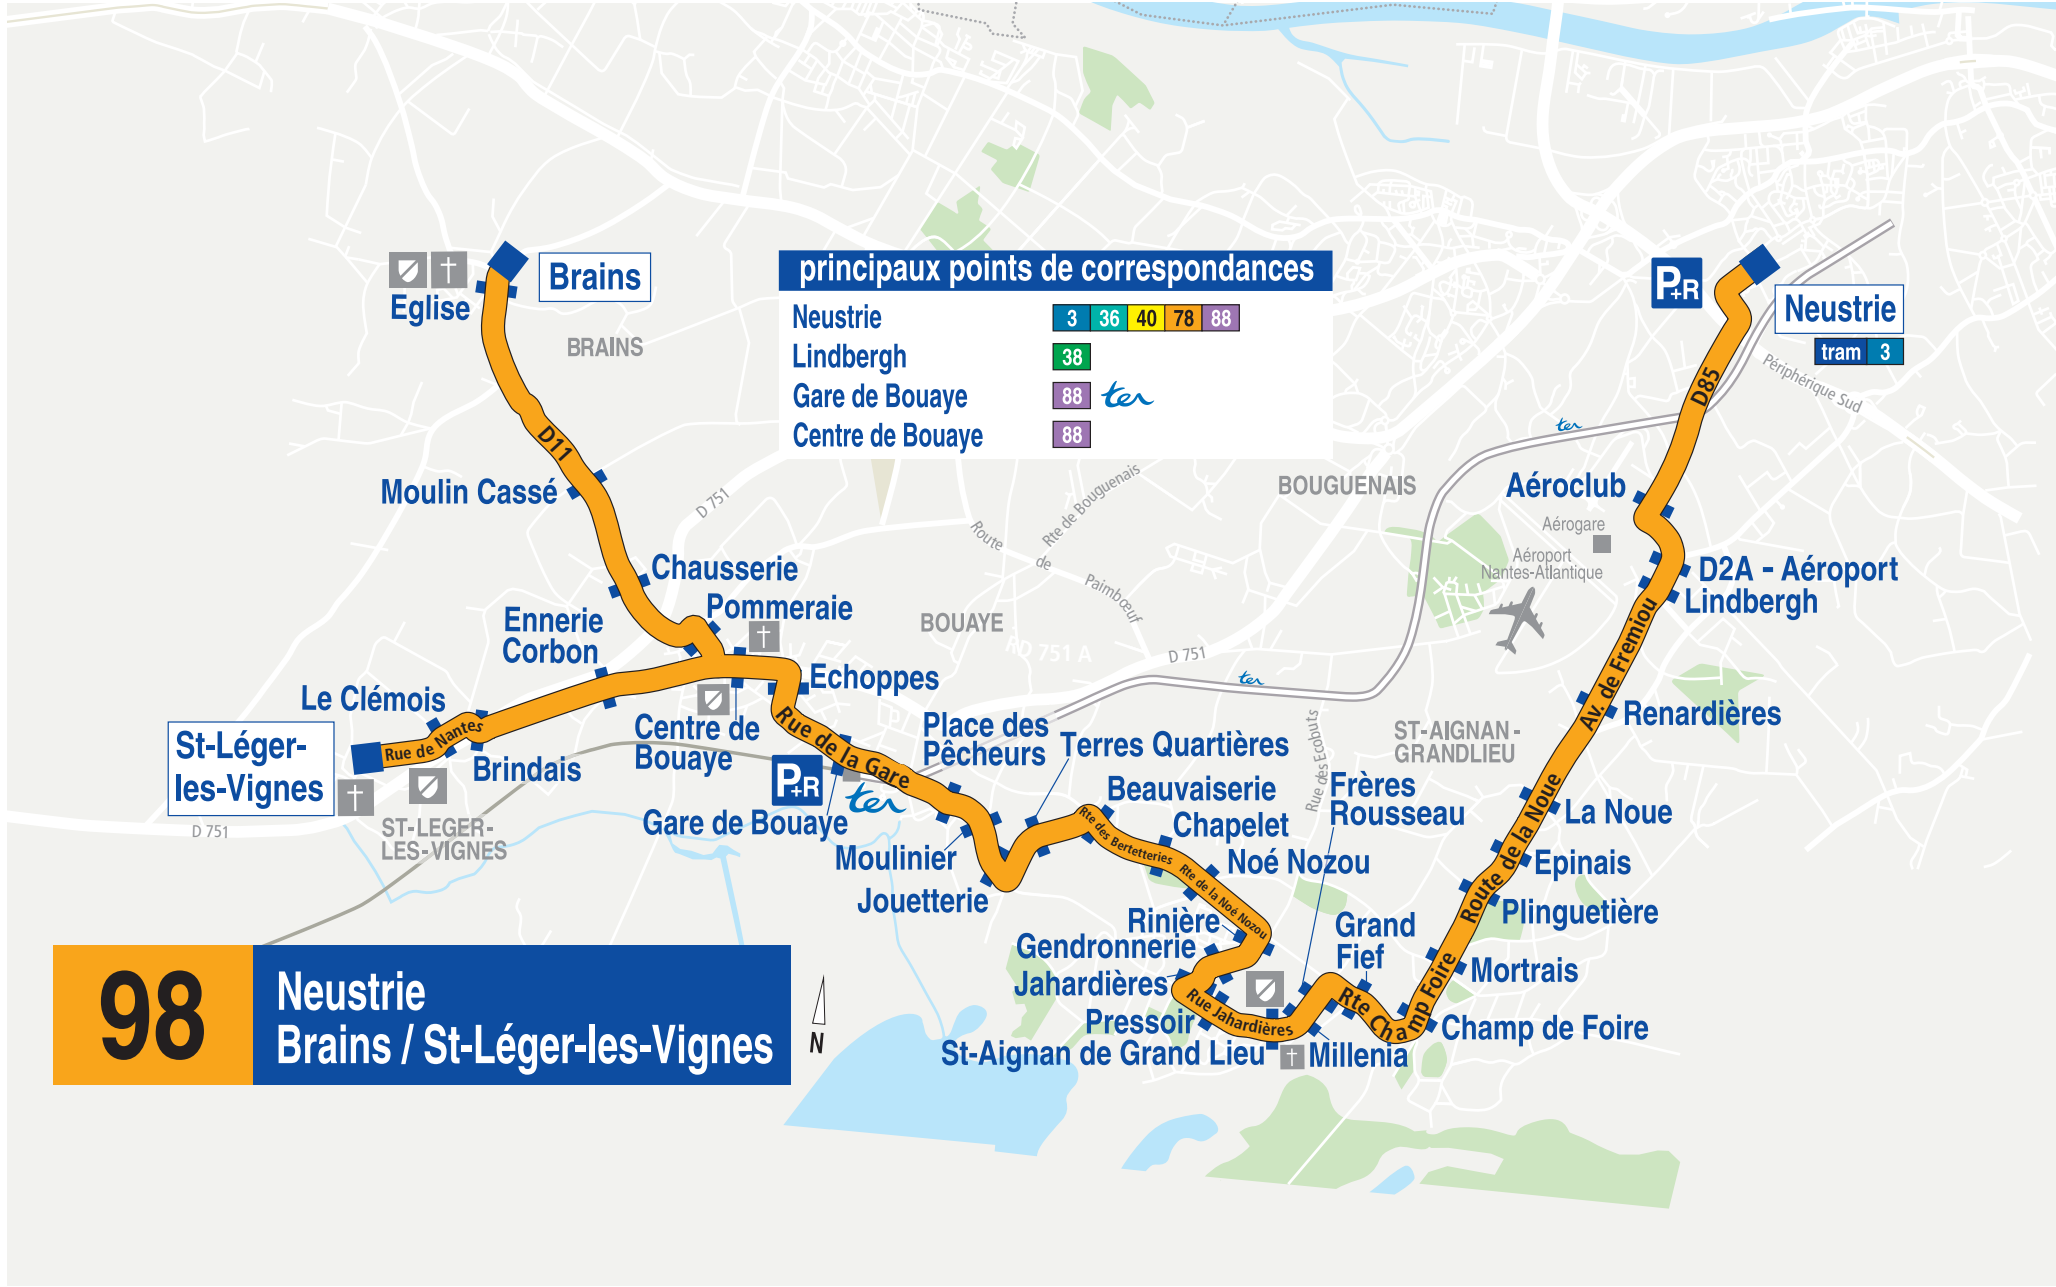 principaux points de correspondances
Neustrie 3 36 40 78 88
Lindbergh 38
Gare de Bouaye 88 ter
Centre de Bouaye 88
Brains
Eglise
BRAINS
D11
Moulin Cassé
D 751
Chausserie
Pommeraie
Ennerie
Corbon
Le Clémois
St-Léger-
les-Vignes
Rue de Nantes
Brindais
D 751
ST-LEGER-
LES-VIGNES
Centre de
Bouaye
Echoppes
Rue de la Gare
P+R
ter
Gare de Bouaye
Place des
Pêcheurs
Moulinier
Jouetterie
Terres Quartières
BOUAYE
RD 751 A
D 751
ter
Route
de
Paimbœuf
Rte de Bouguenais
BOUGUENAIS
Beauvaiserie
Rte des Bertetteries
Chapelet
Noé Nozou
Rte de la Noé Nozou
Rue des Ecobuts
Rinière
Gendronnerie
Jahardières
Rue Jahardières
Pressoir
St-Aignan de Grand Lieu
Millenia
Frères
Rousseau
ST-AIGNAN-
GRANDLIEU
Grand
Fief
Rte Champ Foire
Champ de Foire
Mortrais
Plinguetière
Epinais
La Noue
Route de la Noue
Renardières
Av. de Fremiou
Lindbergh
D2A - Aéroport
Aéroport
Nantes-Atlantique
Aérogare
Aéroclub
ter
D85
Périphérique Sud
P+R
Neustrie
tram 3
98
Neustrie
Brains / St-Léger-les-Vignes
N